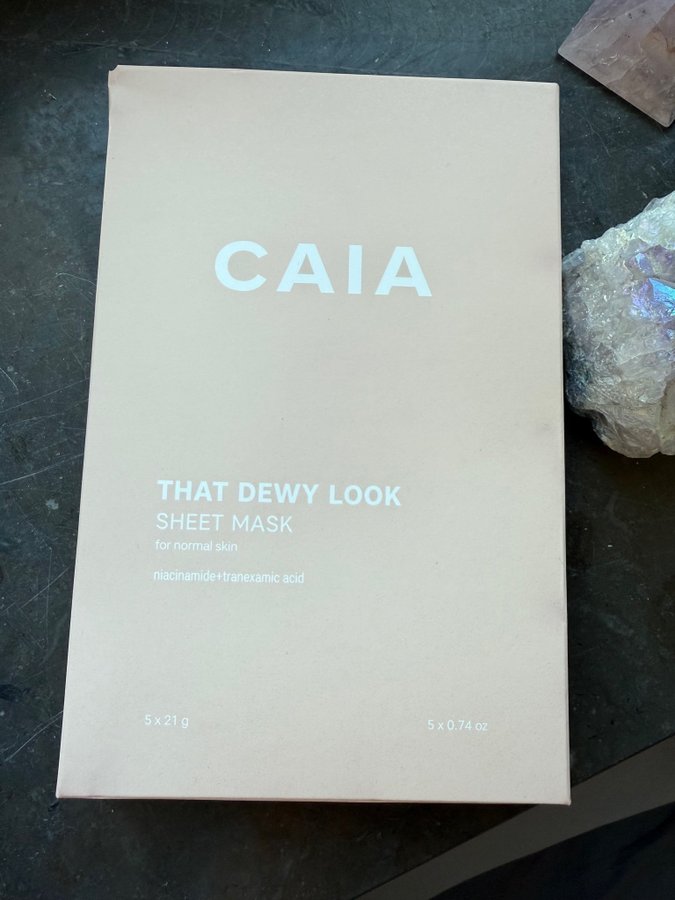 CAIA
THAT DEWY LOOK
SHEET MASK
for normal skin
niacinamide+tranexamic acid
5 x 21 g
5 x 0.74 oz